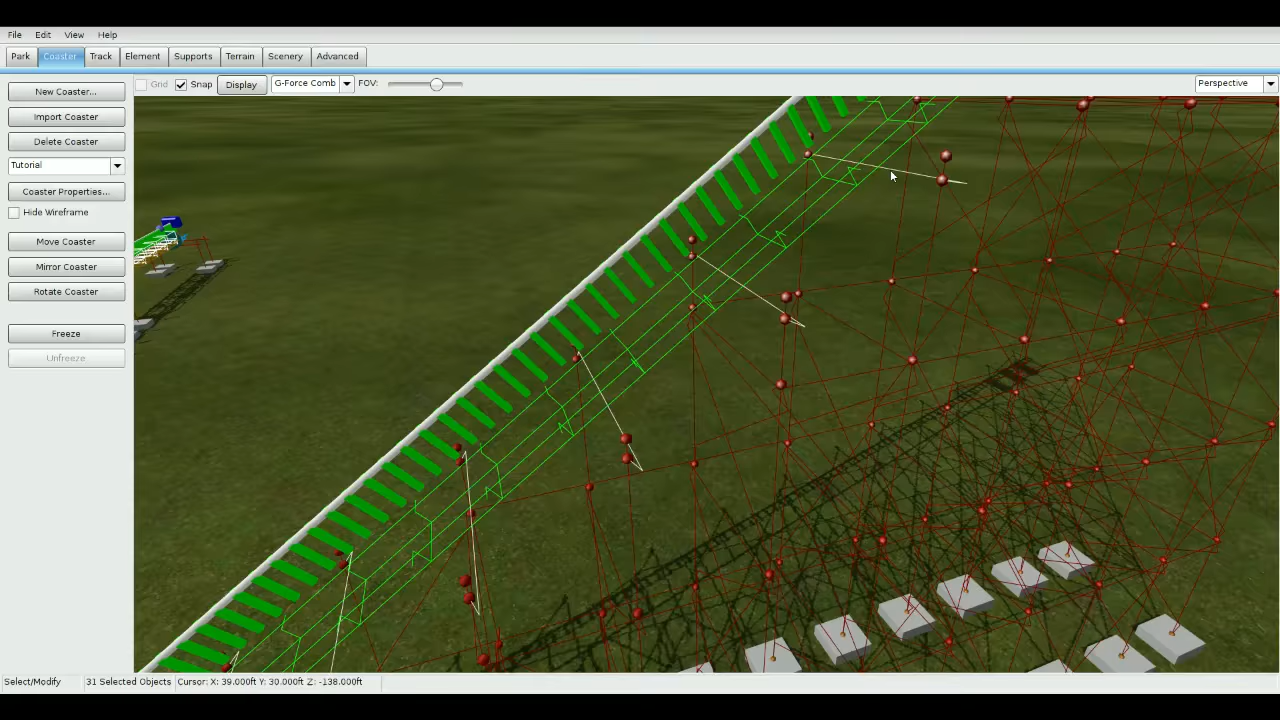 File Edit View Help
Park Coaster Track Element Supports Terrain Scenery Advanced
Grid Snap Display G-Force Comb FOV: Perspective
New Coaster...
Import Coaster
Delete Coaster
Tutorial
Coaster Properties...
Hide Wireframe
Move Coaster
Mirror Coaster
Rotate Coaster
Freeze
Unfreeze
Select/Modify 31 Selected Objects Cursor: X: 39.000ft Y: 30.000ft Z: -138.000ft